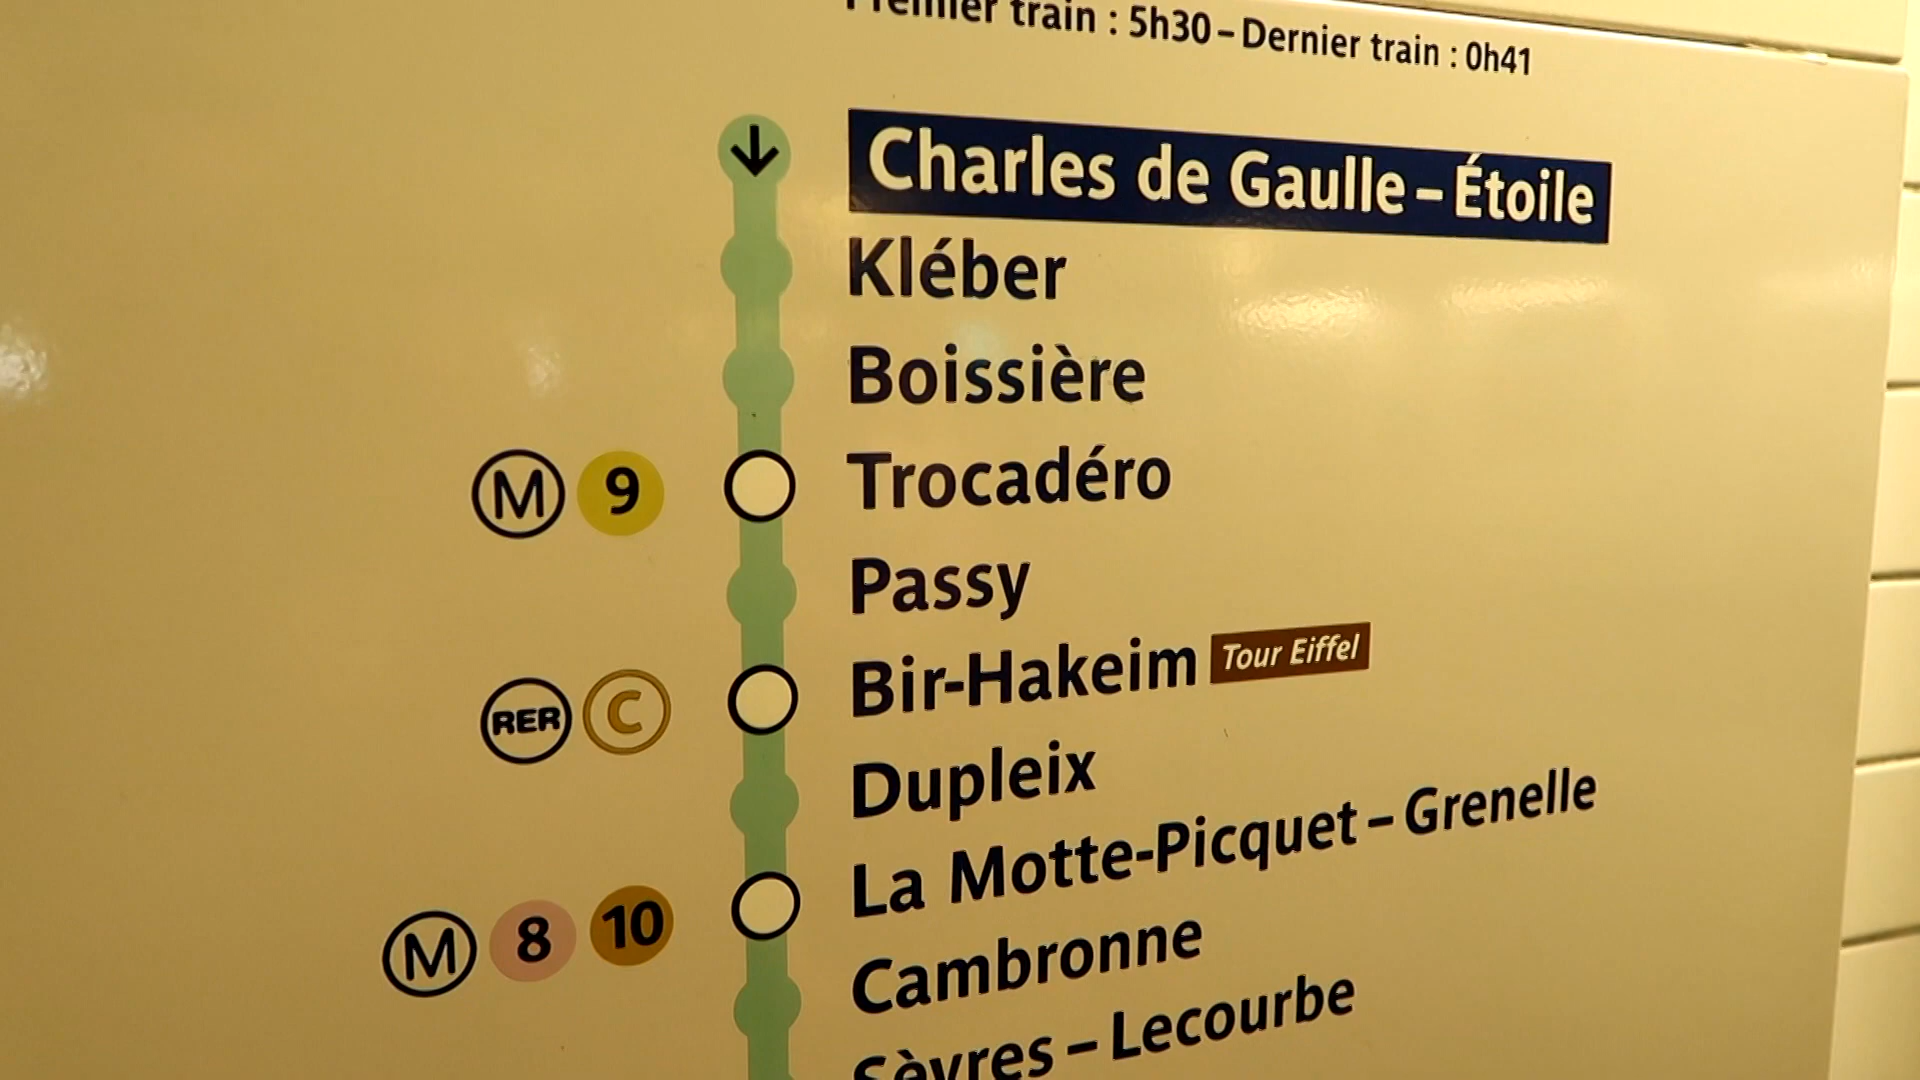 Premier train : 5h30 – Dernier train : 0h41
Charles de Gaulle – Étoile
Kléber
Boissière
M 9 Trocadéro
Passy
RER C Bir-Hakeim Tour Eiffel
Dupleix
M 8 10 La Motte-Picquet – Grenelle
Cambronne
Sèvres – Lecourbe